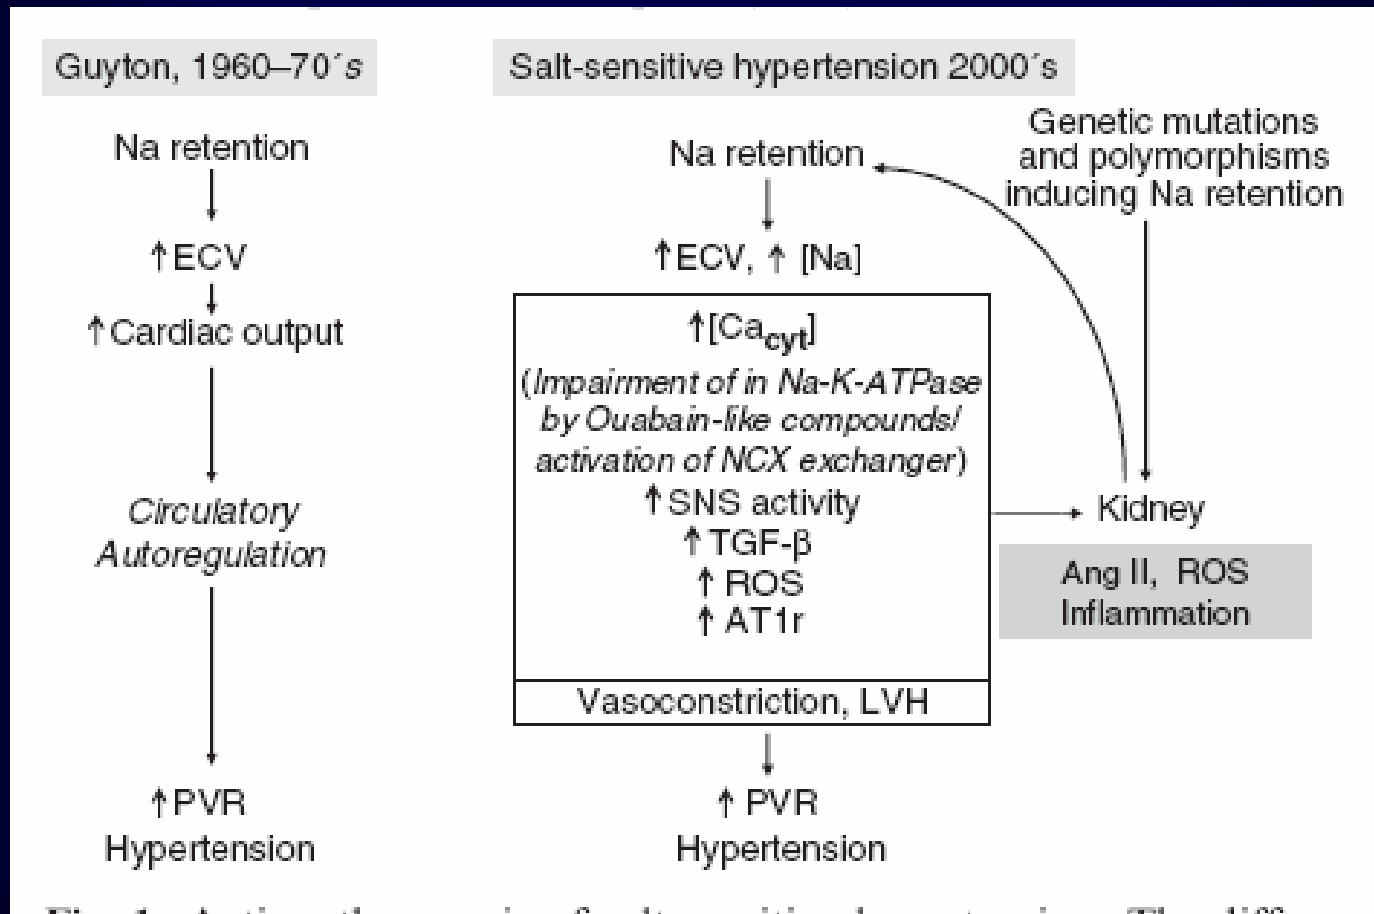 Guyton, 1960–70´s
Na retention
↑ECV
↑Cardiac output
Circulatory
Autoregulation
↑PVR
Hypertension
Salt-sensitive hypertension 2000´s
Na retention
↑ECV, ↑ [Na]
↑[Cacyt]
(Impairment of in Na-K-ATPase
by Ouabain-like compounds/
activation of NCX exchanger)
↑SNS activity
↑TGF-β
↑ ROS
↑ AT1r
Vasoconstriction, LVH
↑ PVR
Hypertension
Genetic mutations
and polymorphisms
inducing Na retention
Kidney
Ang II, ROS
Inflammation